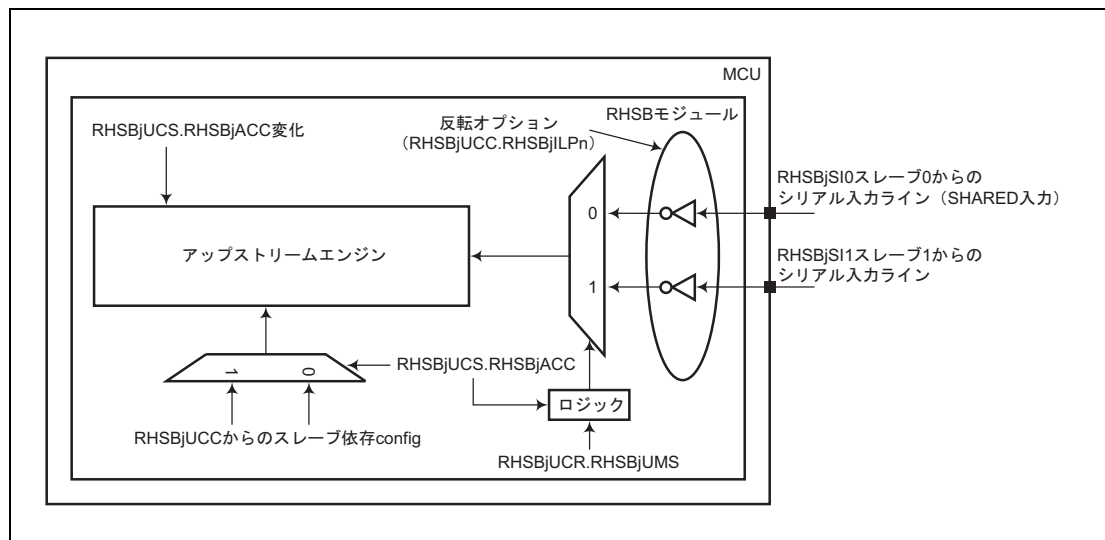 MCU
RHSBモジュール
反転オプション
（RHSBjUCC.RHSBjILPn）
RHSBjUCS.RHSBjACC変化
RHSBjSI0スレーブ0からの
シリアル入力ライン（SHARED入力）
0
アップストリームエンジン
RHSBjSI1スレーブ1からの
シリアル入力ライン
1
RHSBjUCS.RHSBjACC
1
0
ロジック
RHSBjUCCからのスレーブ依存config
RHSBjUCR.RHSBjUMS